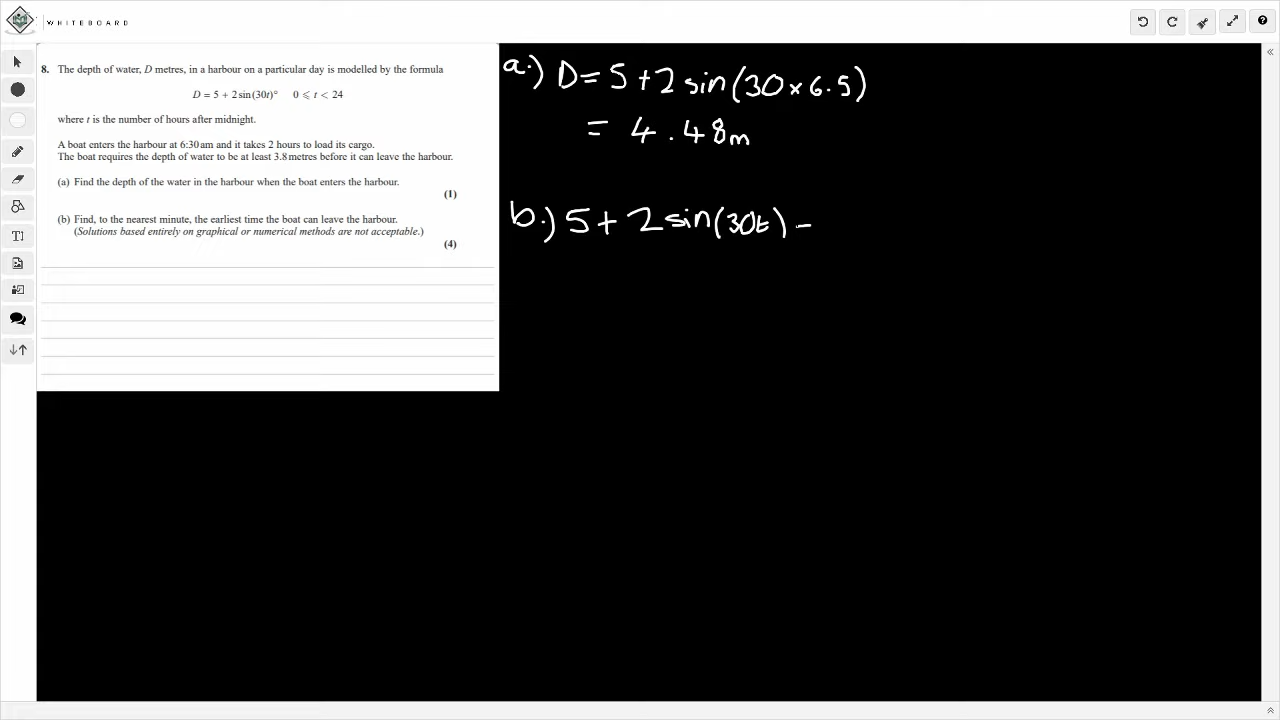 WHITEBOARD
8. The depth of water, D metres, in a harbour on a particular day is modelled by the formula
D = 5 + 2 sin(30t)° 0 ⩽ t < 24
where t is the number of hours after midnight.
A boat enters the harbour at 6:30 am and it takes 2 hours to load its cargo.
The boat requires the depth of water to be at least 3.8 metres before it can leave the harbour.
(a) Find the depth of the water in the harbour when the boat enters the harbour.
(1)
(b) Find, to the nearest minute, the earliest time the boat can leave the harbour.
(Solutions based entirely on graphical or numerical methods are not acceptable.)
(4)
a.) D = 5 + 2 sin(30 × 6.5)
= 4.48m
b.) 5 + 2 sin(30t) -